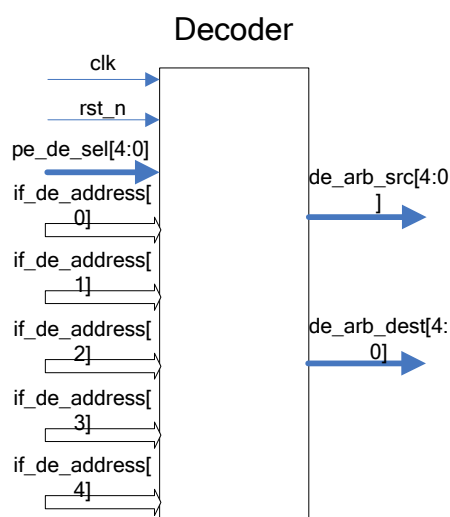 Decoder
clk
rst_n
pe_de_sel[4:0]
if_de_address[
0]
if_de_address[
1]
if_de_address[
2]
if_de_address[
3]
if_de_address[
4]
de_arb_src[4:0
]
de_arb_dest[4:
0]